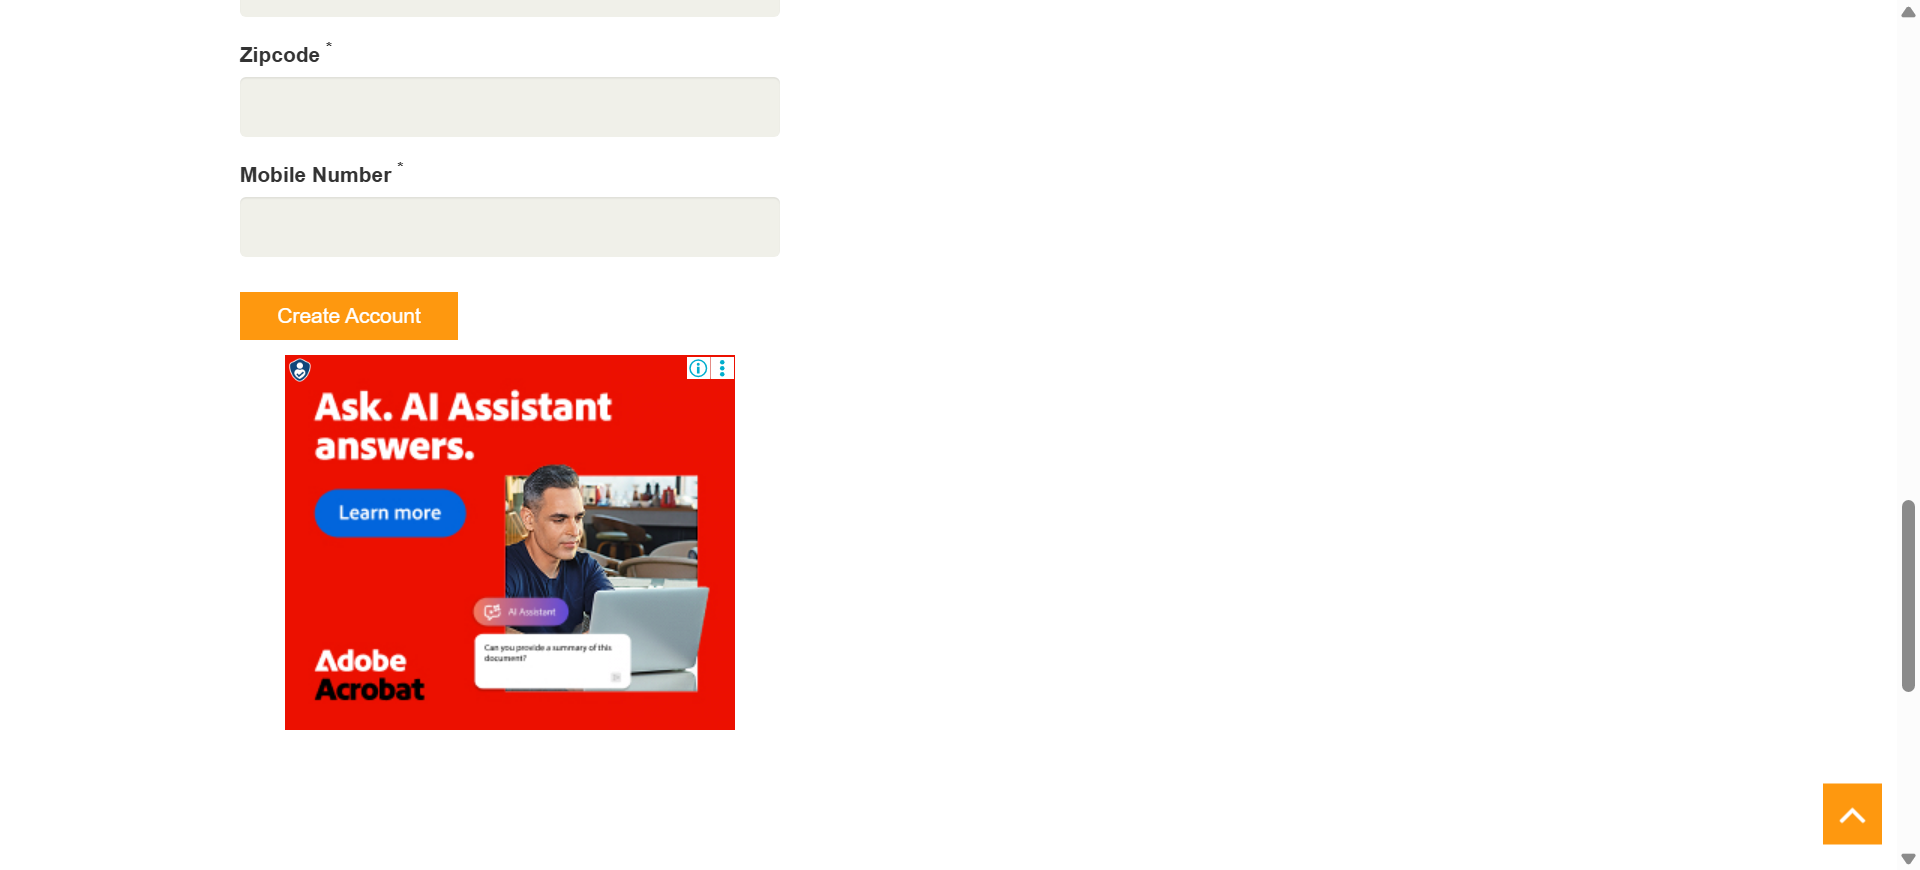 Zipcode *
Mobile Number *
Create Account
Ask. AI Assistant
answers.
Learn more
AI Assistant
Can you provide a summary of this
document?
Adobe
Acrobat